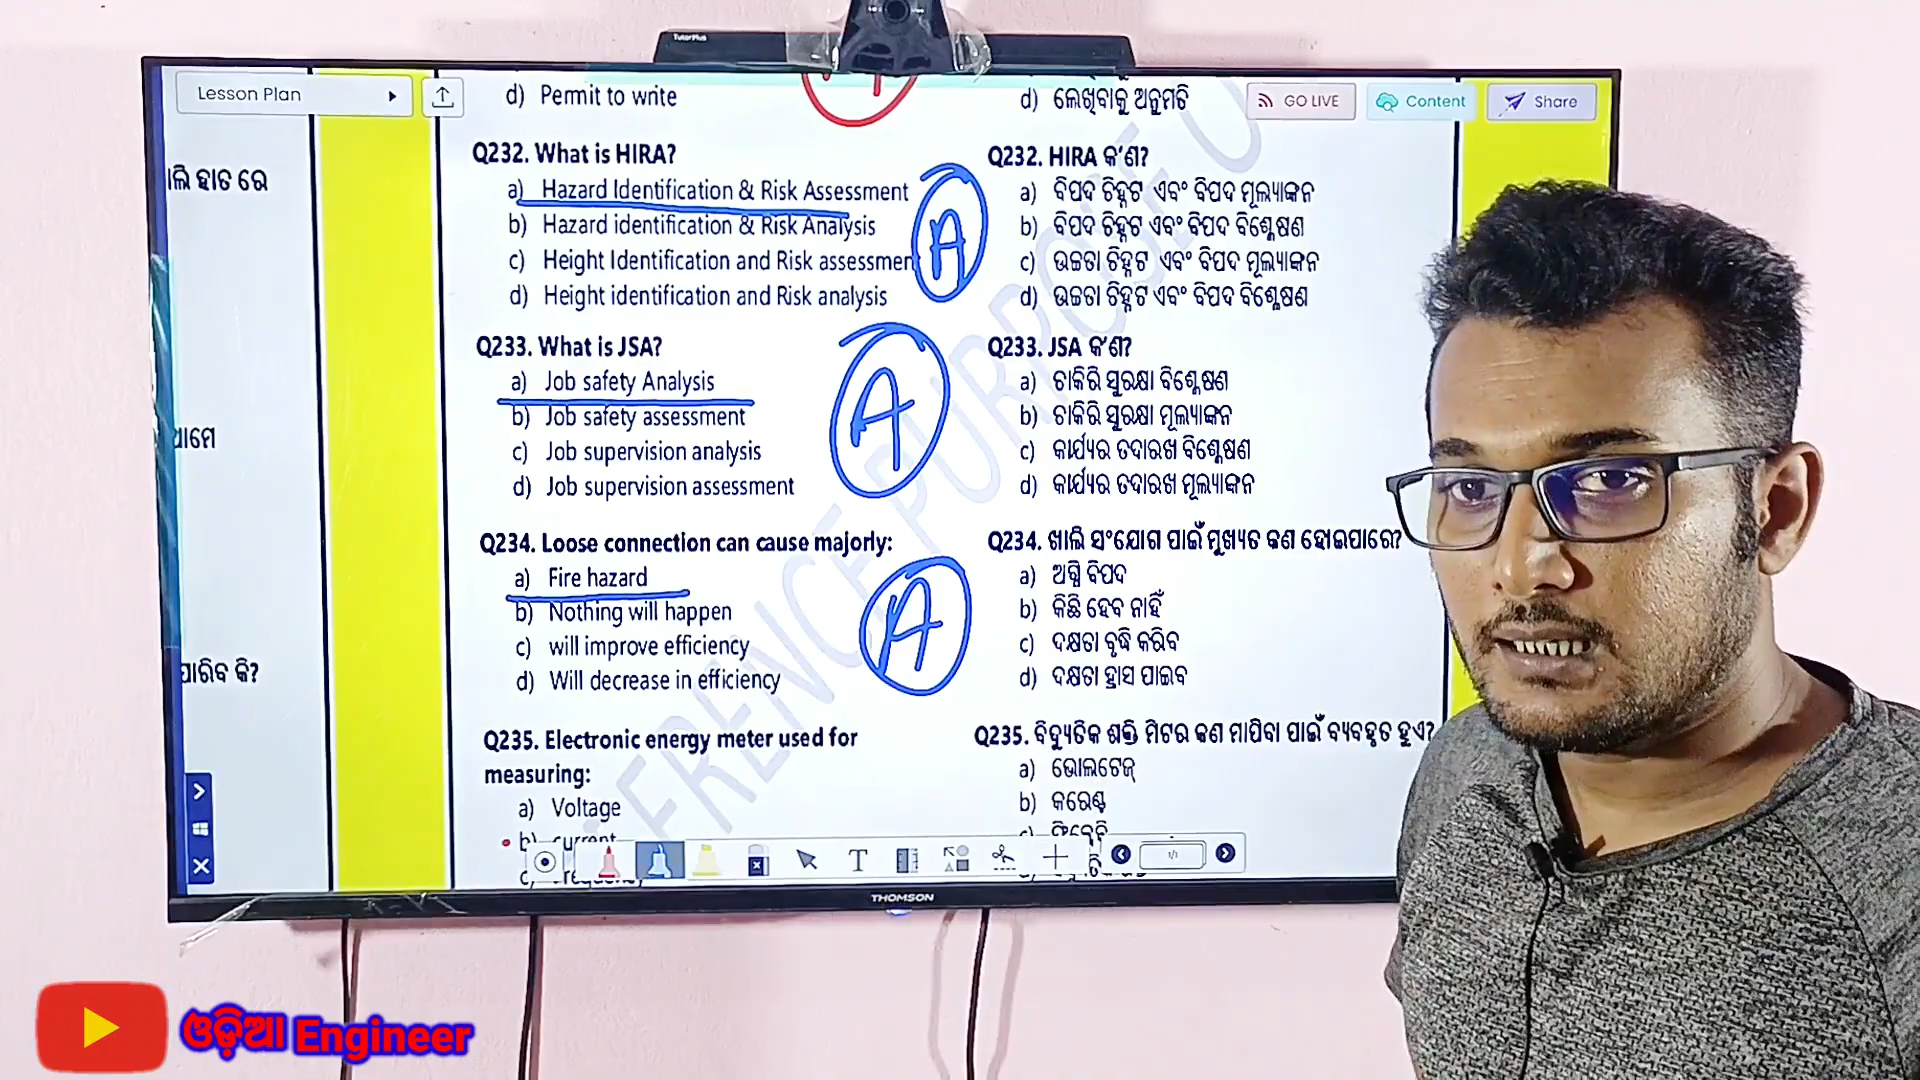 TutorPlus
Lesson Plan
GO LIVE
Content
Share
d) Permit to write
Q232. What is HIRA?
a) Hazard Identification & Risk Assessment
b) Hazard identification & Risk Analysis
c) Height Identification and Risk assessmen
d) Height identification and Risk analysis
A
Q233. What is JSA?
a) Job safety Analysis
b) Job safety assessment
c) Job supervision analysis
d) Job supervision assessment
A
Q234. Loose connection can cause majorly:
a) Fire hazard
b) Nothing will happen
c) will improve efficiency
d) Will decrease in efficiency
A
Q235. Electronic energy meter used for
measuring:
a) Voltage
b) current
c) Frequency
d) ଲେଖିବାକୁ ଅନୁମତି
Q232. HIRA କ'ଣ?
a) ବିପଦ ଚିହ୍ନଟ ଏବଂ ବିପଦ ମୂଲ୍ୟାଙ୍କନ
b) ବିପଦ ଚିହ୍ନଟ ଏବଂ ବିପଦ ବିଶ୍ଳେଷଣ
c) ଉଚ୍ଚତା ଚିହ୍ନଟ ଏବଂ ବିପଦ ମୂଲ୍ୟାଙ୍କନ
d) ଉଚ୍ଚତା ଚିହ୍ନଟ ଏବଂ ବିପଦ ବିଶ୍ଳେଷଣ
Q233. JSA କ'ଣ?
a) ଚାକିରି ସୁରକ୍ଷା ବିଶ୍ଳେଷଣ
b) ଚାକିରି ସୁରକ୍ଷା ମୂଲ୍ୟାଙ୍କନ
c) କାର୍ଯ୍ୟର ତଦାରଖ ବିଶ୍ଳେଷଣ
d) କାର୍ଯ୍ୟର ତଦାରଖ ମୂଲ୍ୟାଙ୍କନ
Q234. ଖାଲି ସଂଯୋଗ ପାଇଁ ମୁଖ୍ୟତ କଣ ହୋଇପାରେ?
a) ଅଗ୍ନି ବିପଦ
b) କିଛି ହେବ ନାହିଁ
c) ଦକ୍ଷତା ବୃଦ୍ଧି କରିବ
d) ଦକ୍ଷତା ହ୍ରାସ ପାଇବ
Q235. ବିଦ୍ୟୁତିକ ଶକ୍ତି ମିଟର କଣ ମାପିବା ପାଇଁ ବ୍ୟବହୃତ ହୁଏ?
a) ଭୋଲଟେଜ୍
b) କରେଣ୍ଟ
ହାତ ରେ
ପାରିବ କି?
1/1
THOMSON
ଓଡ଼ିଆ Engineer